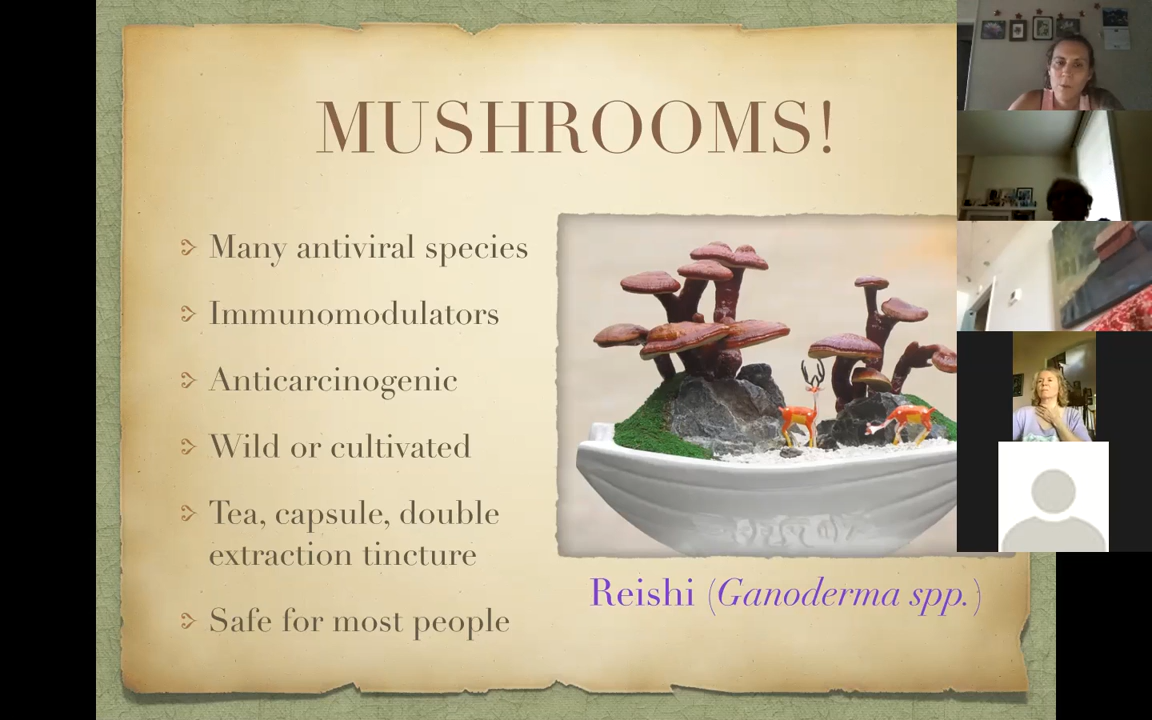 MUSHROOMS!
Many antiviral species
Immunomodulators
Anticarcinogenic
Wild or cultivated
Tea, capsule, double
extraction tincture
Safe for most people
Reishi (Ganoderma spp.)